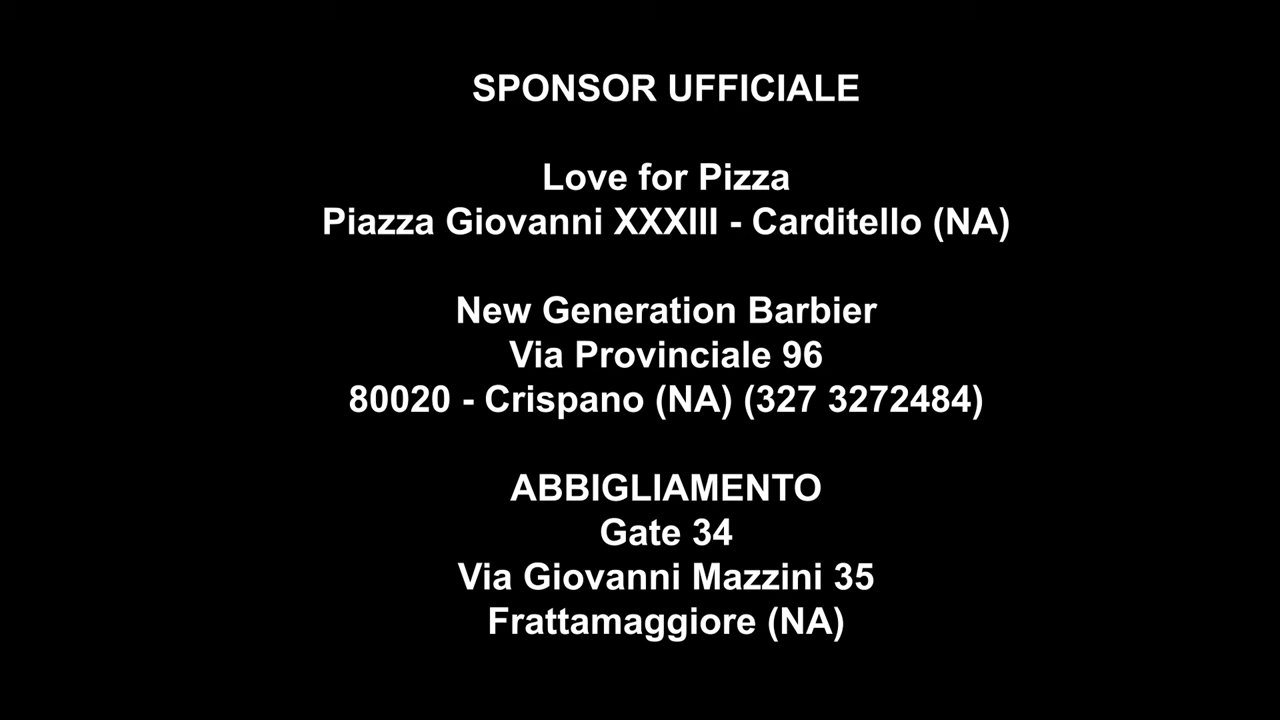 SPONSOR UFFICIALE
Love for Pizza
Piazza Giovanni XXXIII - Carditello (NA)
New Generation Barbier
Via Provinciale 96
80020 - Crispano (NA) (327 3272484)
ABBIGLIAMENTO
Gate 34
Via Giovanni Mazzini 35
Frattamaggiore (NA)